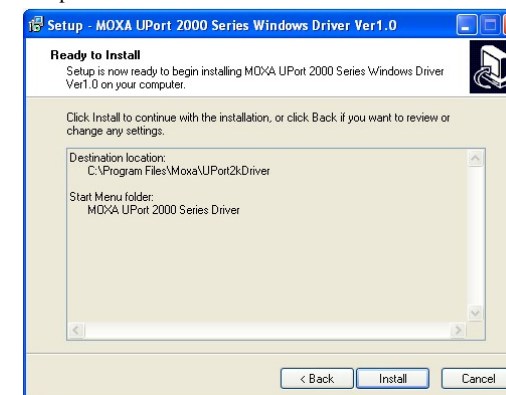 Setup - MOXA UPort 2000 Series Windows Driver Ver1.0
Ready to Install
Setup is now ready to begin installing MOXA UPort 2000 Series Windows Driver
Ver1.0 on your computer.
Click Install to continue with the installation, or click Back if you want to review or
change any settings.
Destination location:
C:\Program Files\Moxa\UPort2kDriver
Start Menu folder:
MOXA UPort 2000 Series Driver
< Back
Install
Cancel